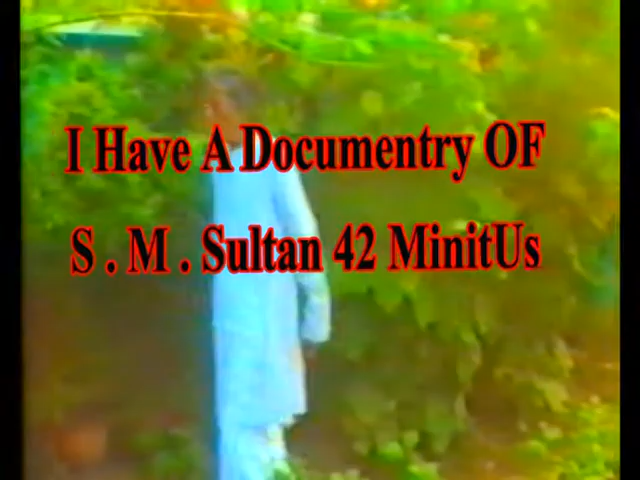 I Have A Documentry OF
S . M . Sultan 42 MinitUs